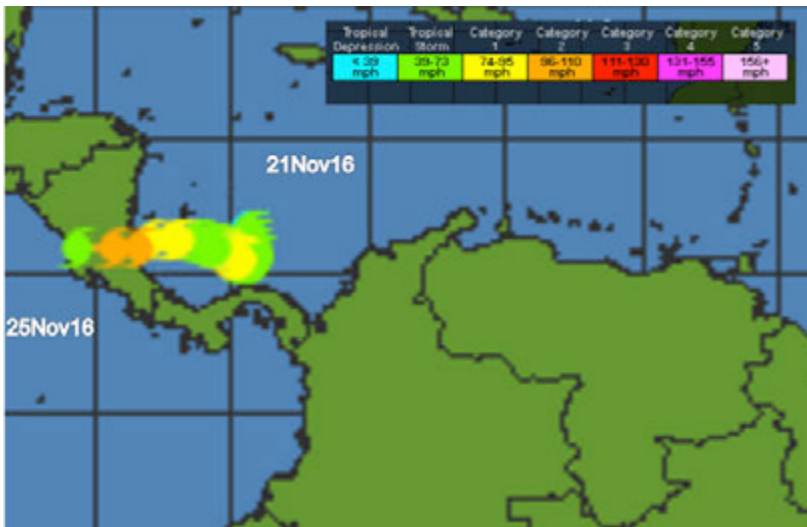 Tropical Depression Tropical Storm Category 1 Category 2 Category 3 Category 4 Category 5
< 39 mph 39-73 mph 74-95 mph 96-110 mph 111-130 mph 131-155 mph 156+ mph
21Nov16
25Nov16